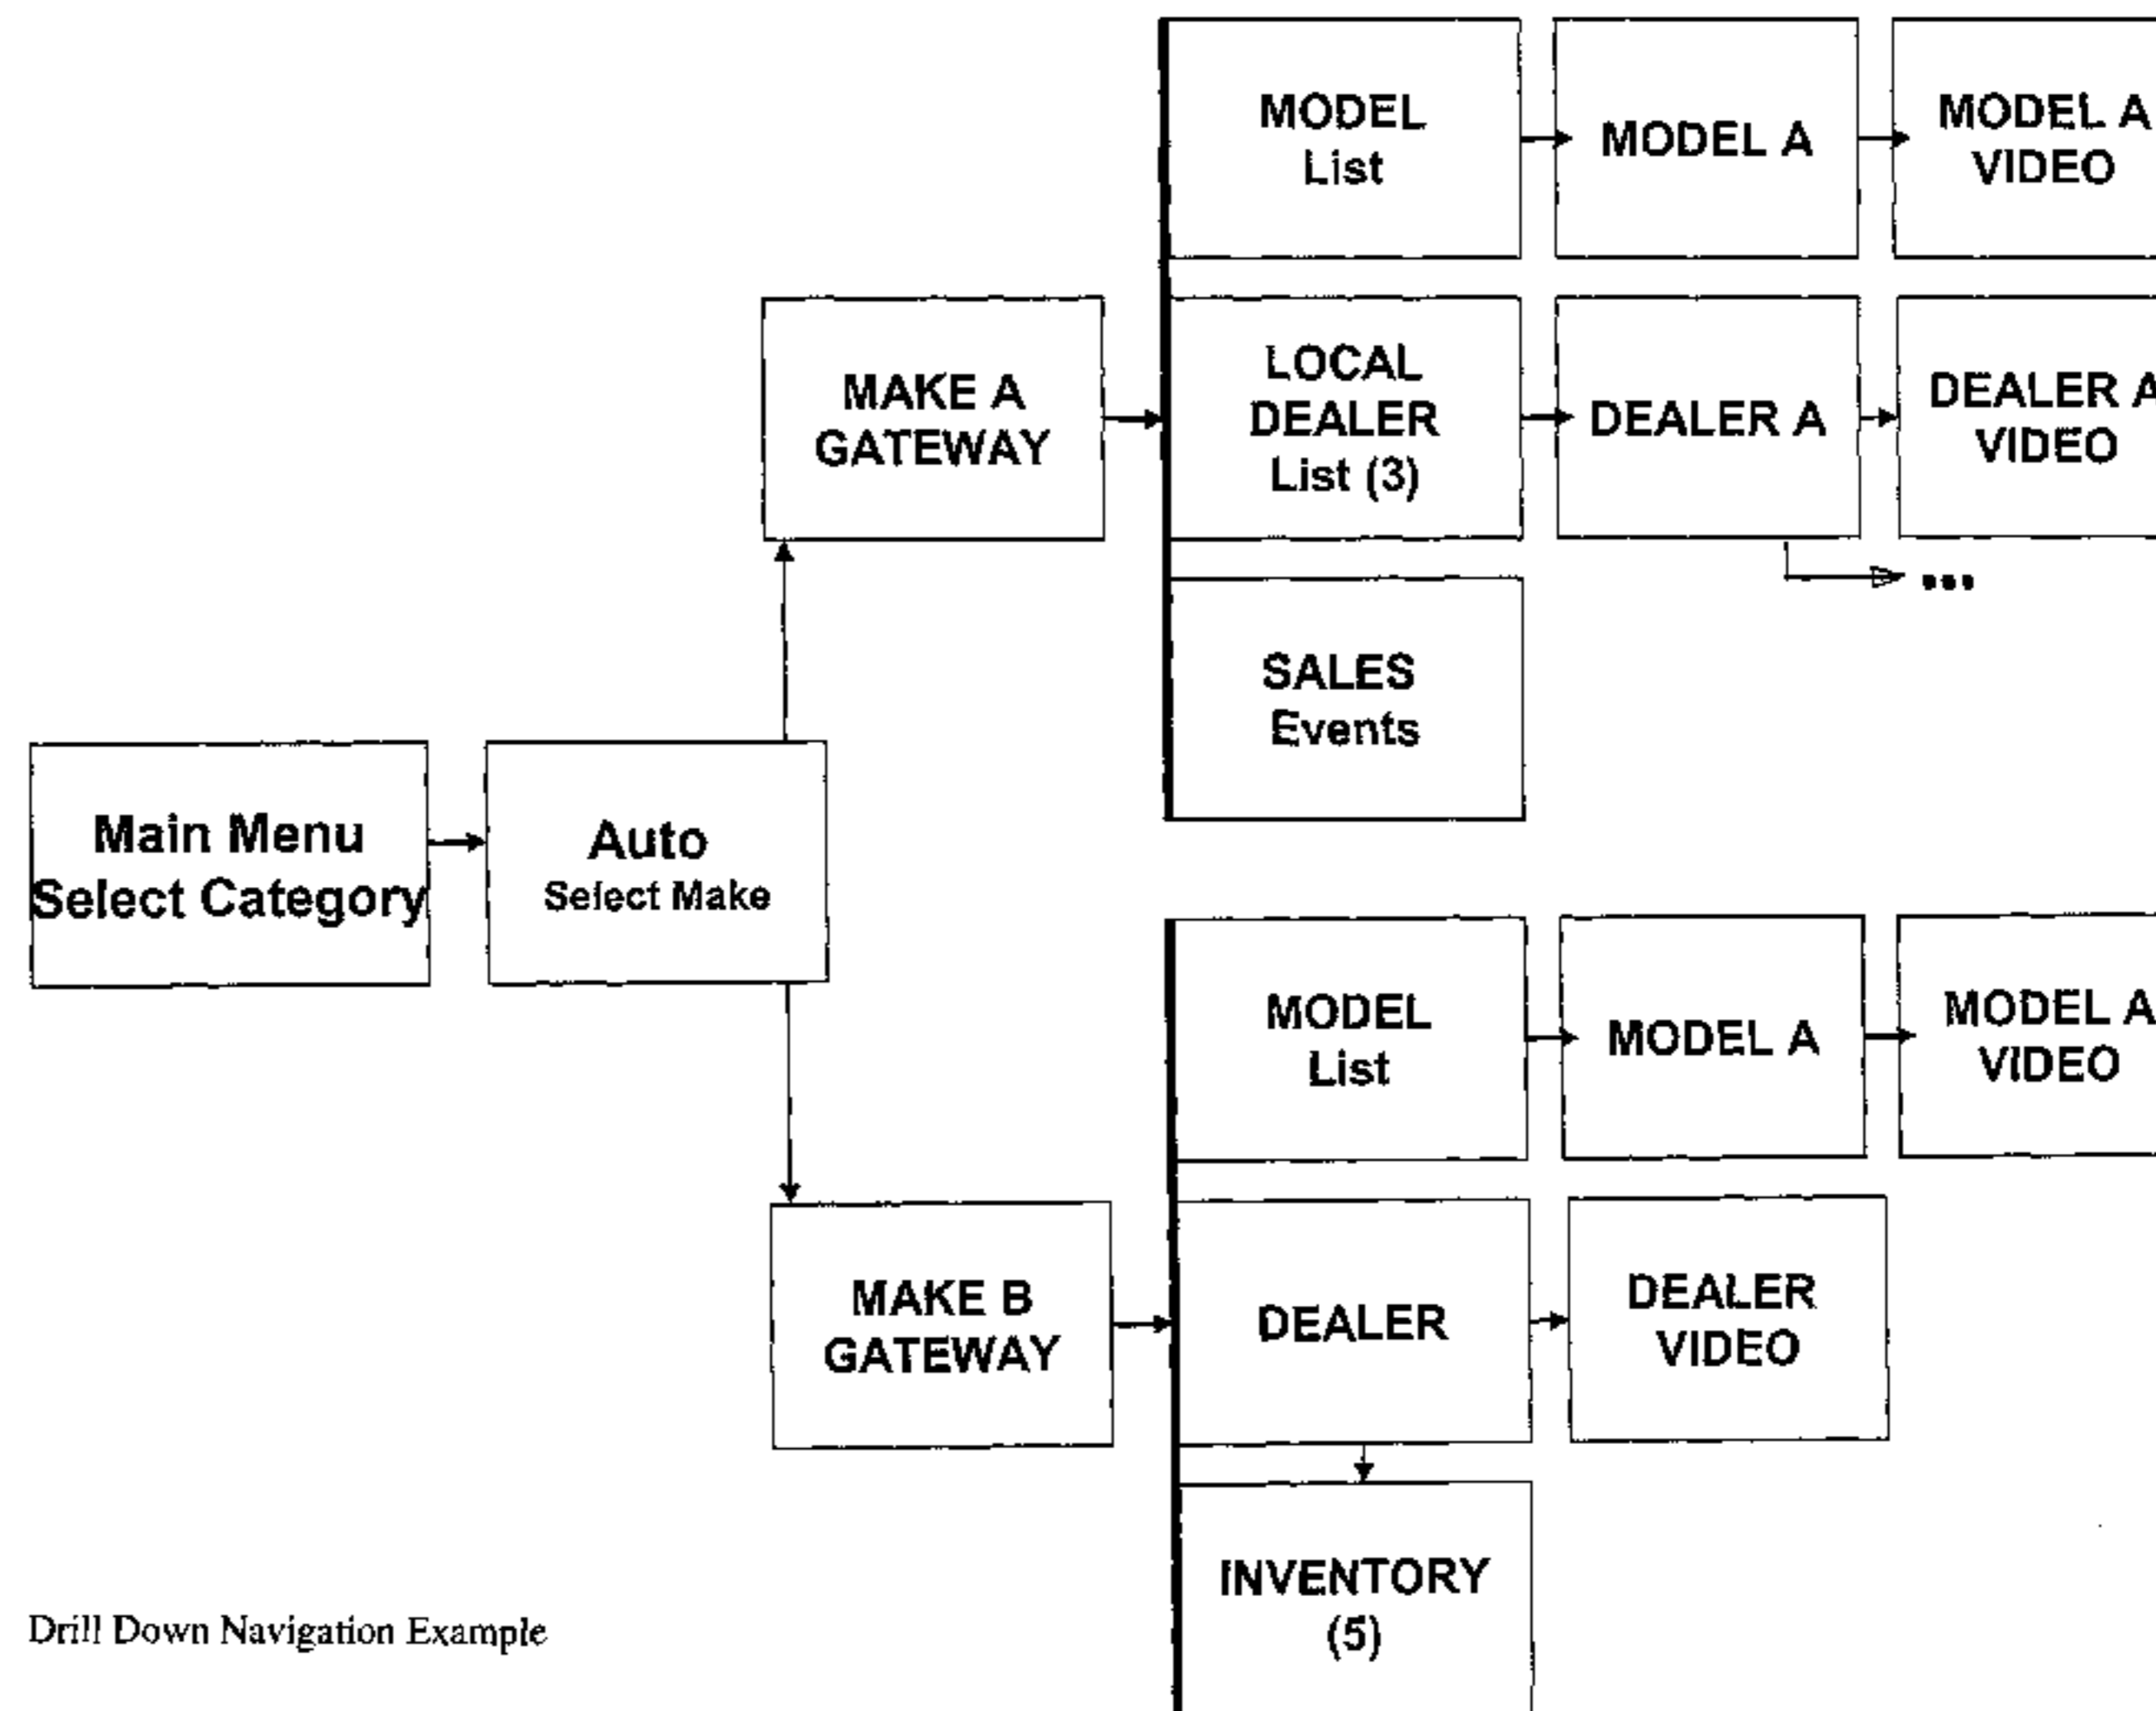 MODEL
List
MODEL A
MODEL A
VIDEO
MAKE A
GATEWAY
LOCAL
DEALER
List (3)
DEALER A
DEALER A
VIDEO
...
SALES
Events
Main Menu
Select Category
Auto
Select Make
MODEL
List
MODEL A
MODEL A
VIDEO
MAKE B
GATEWAY
DEALER
DEALER
VIDEO
INVENTORY
(5)
Drill Down Navigation Example